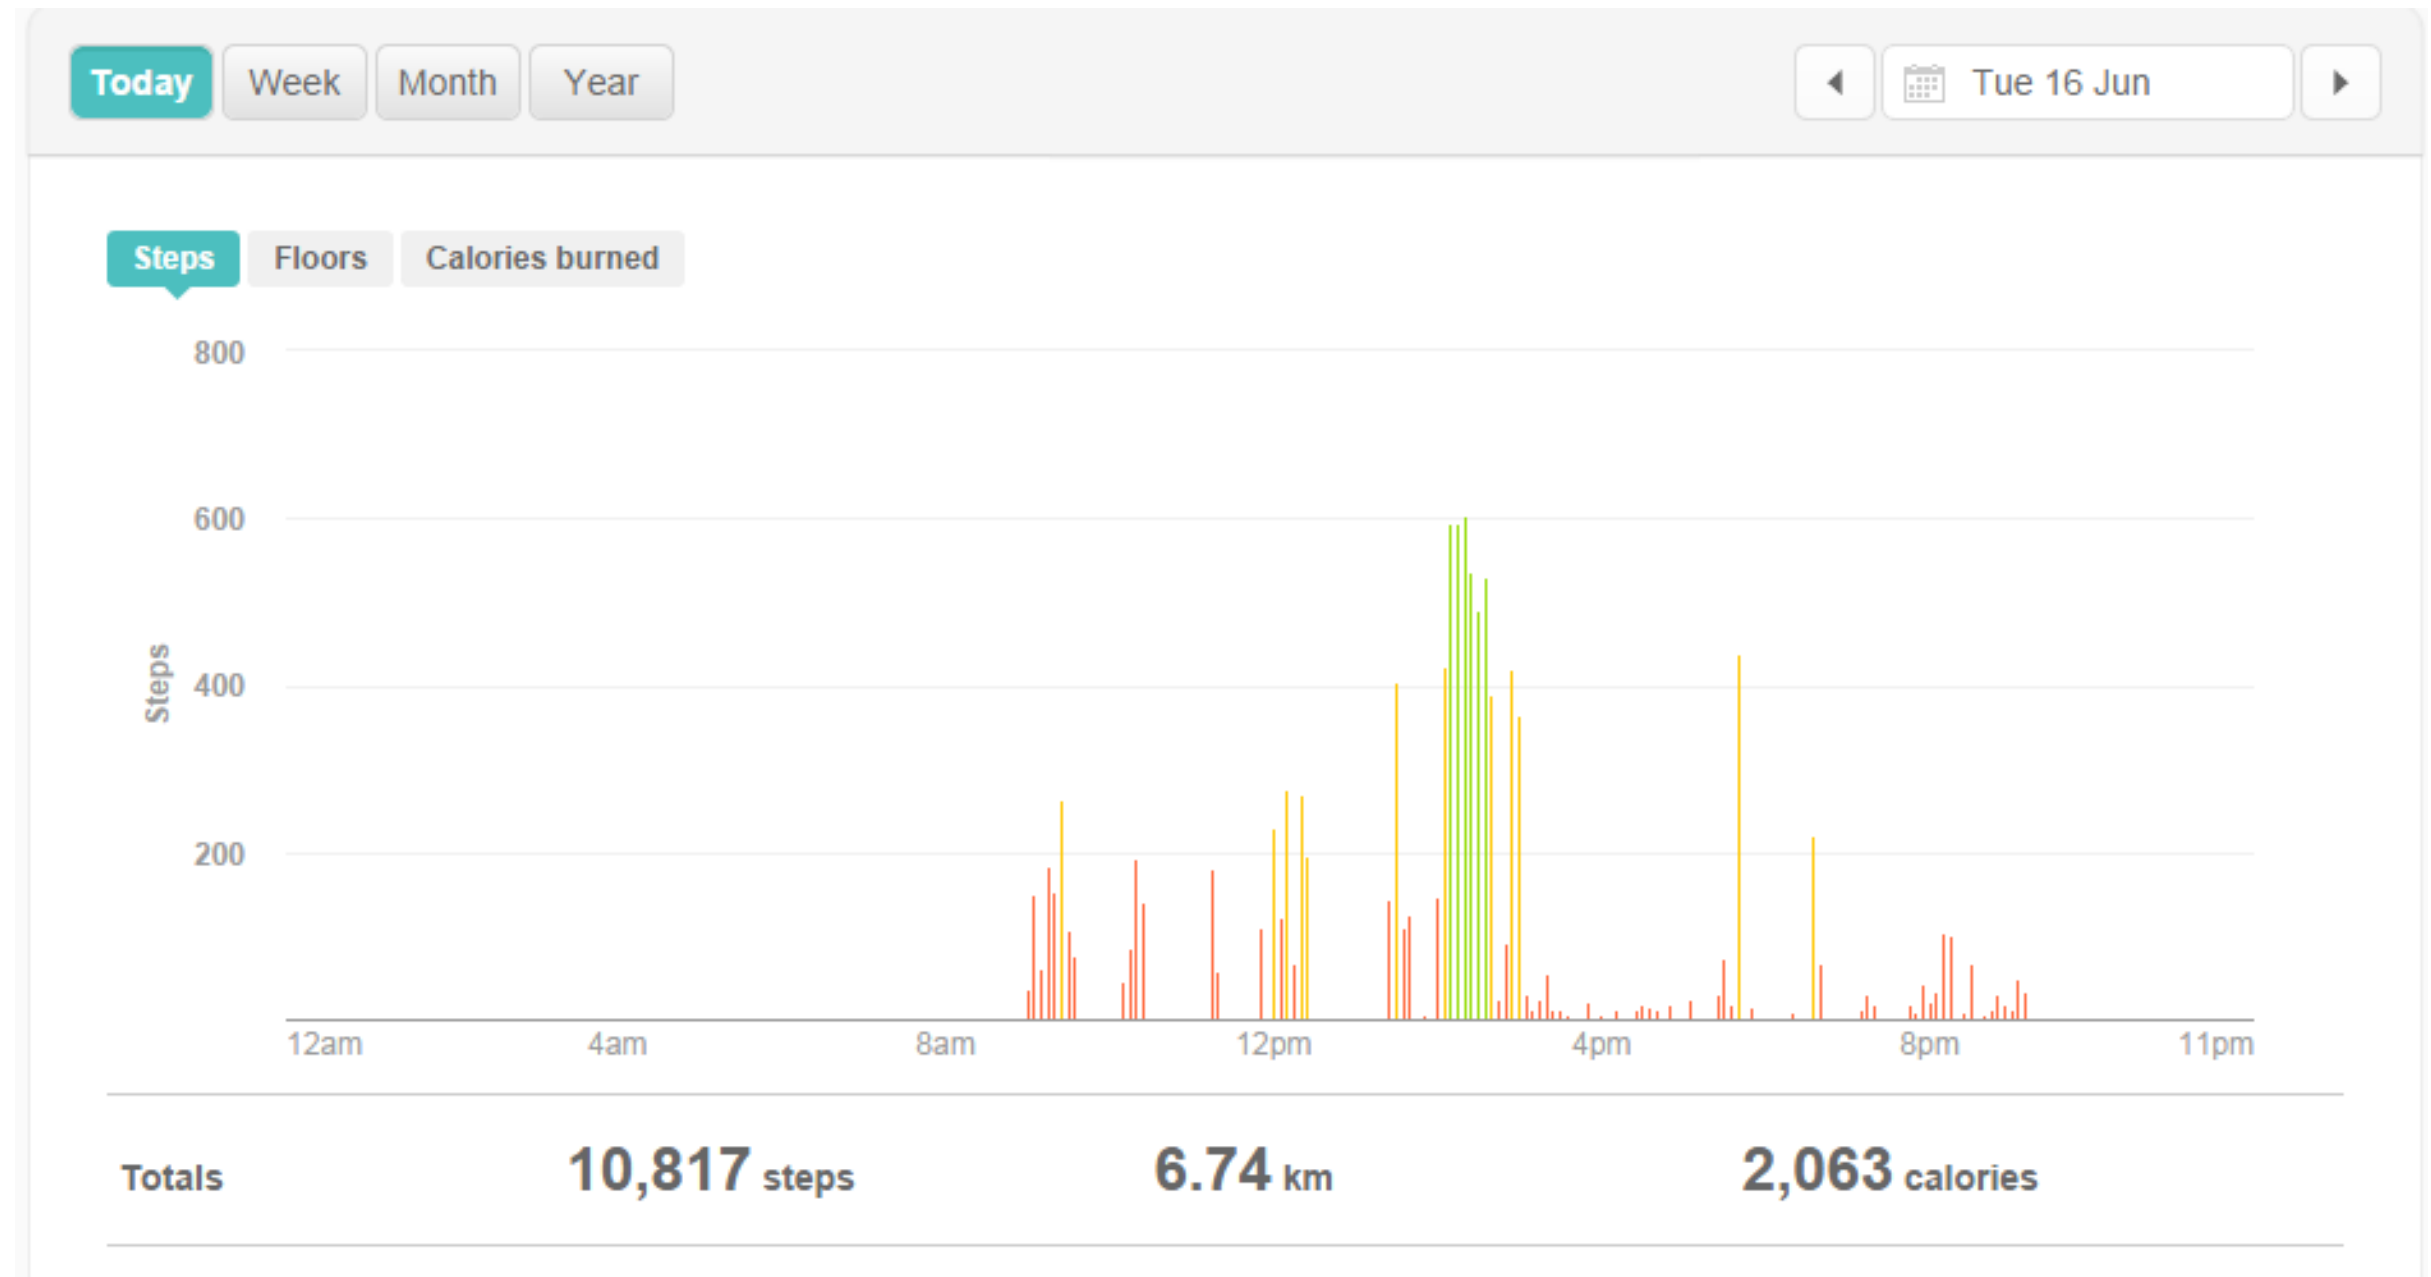 Today Week Month Year Tue 16 Jun
Steps Floors Calories burned
800
600
400
200
Steps
12am 4am 8am 12pm 4pm 8pm 11pm
Totals 10,817 steps 6.74 km 2,063 calories